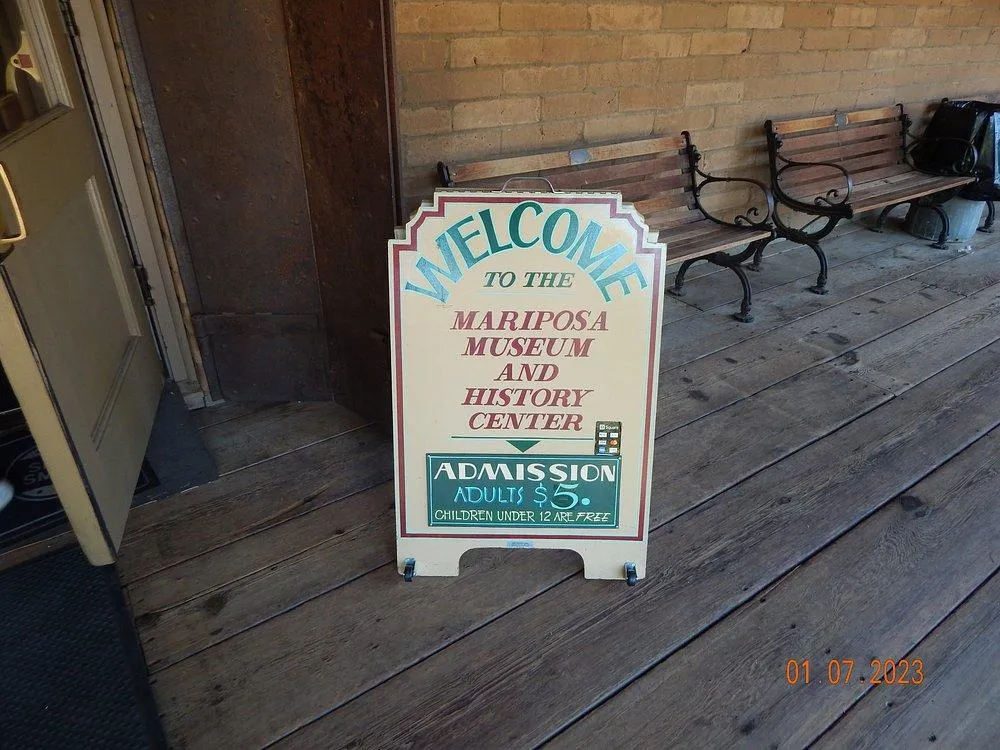 WELCOME
TO THE
MARIPOSA
MUSEUM
AND
HISTORY
CENTER
Square
ADMISSION
ADULTS $5.
CHILDREN UNDER 12 ARE FREE
01.07.2023